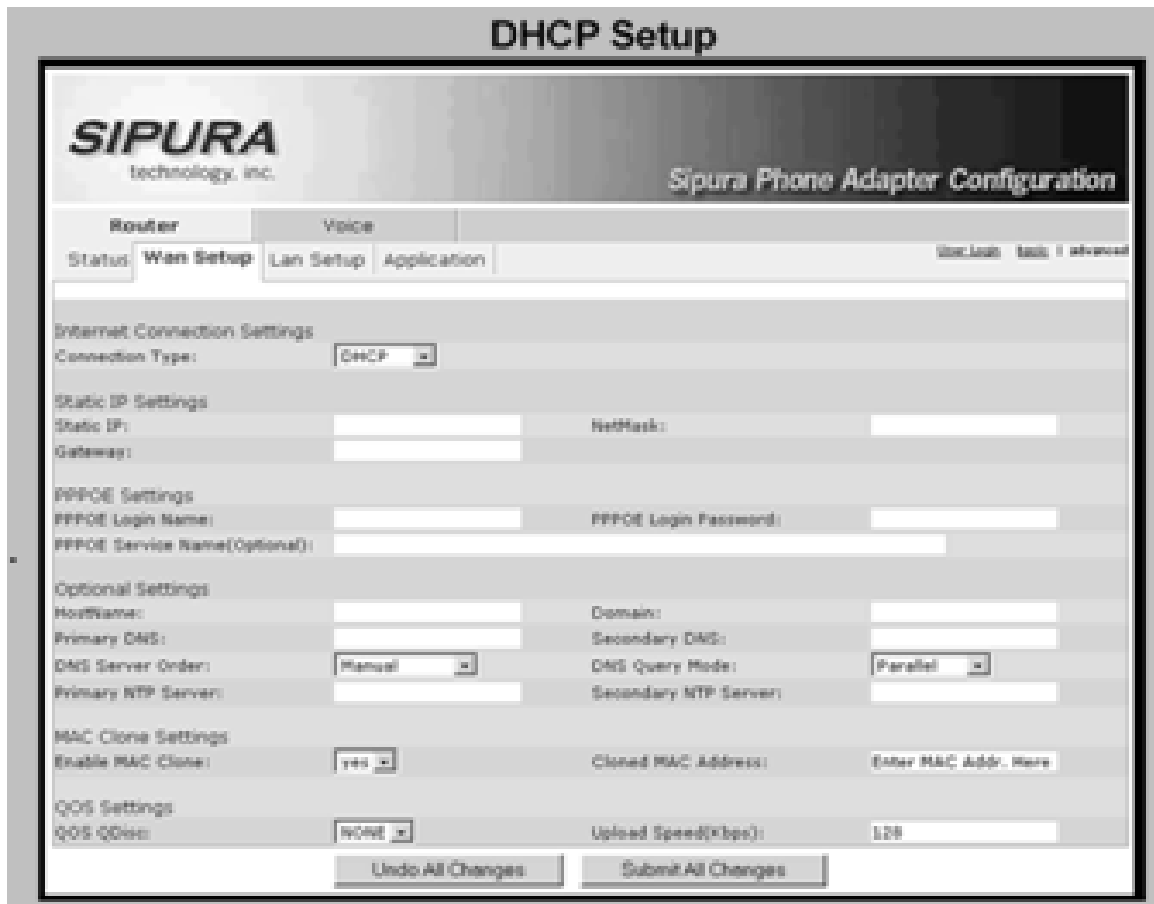 DHCP Setup
SIPURA
technology, inc.
Sipura Phone Adapter Configuration
Router Voice
Status Wan Setup Lan Setup Application User Login basic | advanced
Internet Connection Settings
Connection Type: DHCP
Static IP Settings
Static IP: NetMask:
Gateway:
PPPOE Settings
PPPOE Login Name: PPPOE Login Password:
PPPOE Service Name(Optional):
Optional Settings
HostName: Domain:
Primary DNS: Secondary DNS:
DNS Server Order: Manual DNS Query Mode: Parallel
Primary NTP Server: Secondary NTP Server:
MAC Clone Settings
Enable MAC Clone: yes Cloned MAC Address: Enter MAC Addr. Here
QOS Settings
QOS QDisc: NONE Upload Speed(Kbps): 128
Undo All Changes Submit All Changes